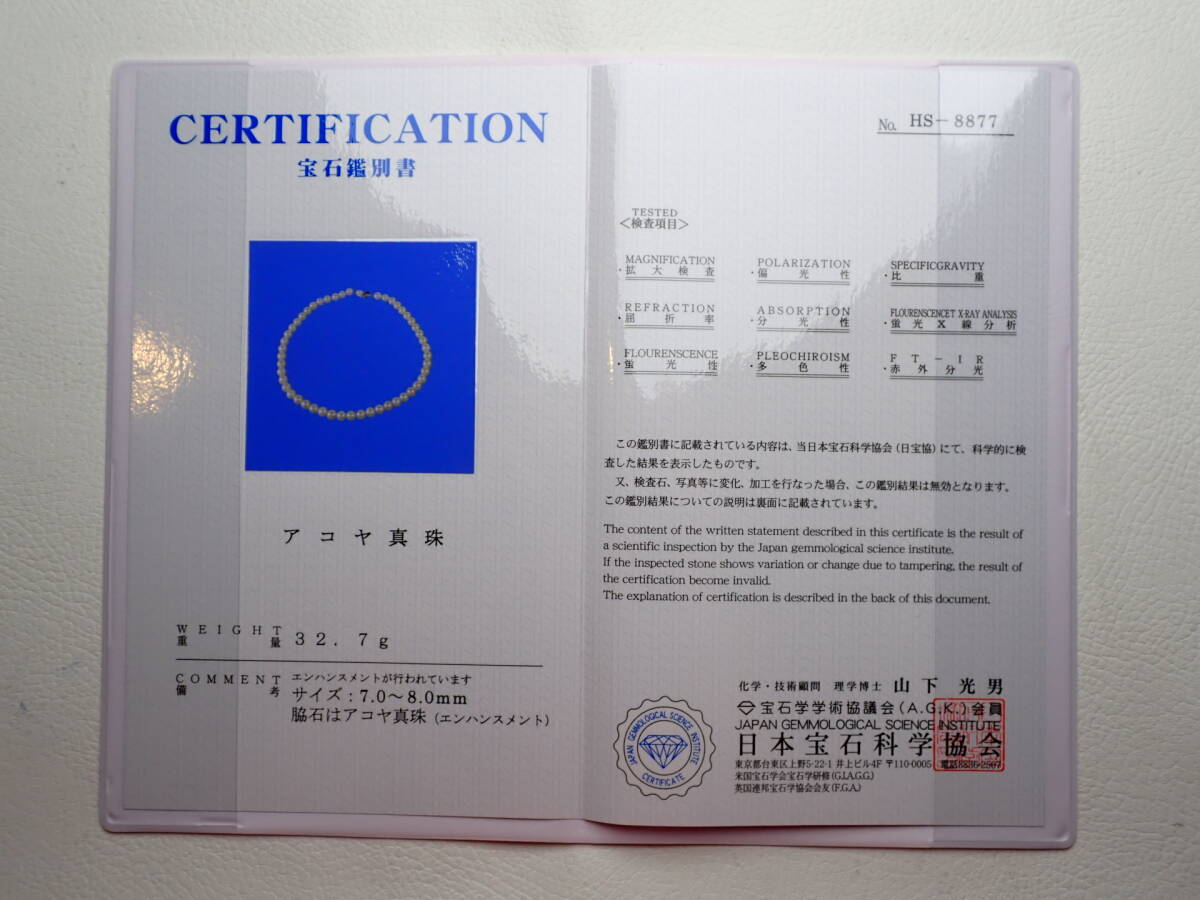 CERTIFICATION
宝石鑑別書
アコヤ真珠
WEIGHT
重量 32.7g
COMMENT エンハンスメントが行われています
備考 サイズ:7.0～8.0mm
脇石はアコヤ真珠(エンハンスメント)
No. HS-8877
TESTED
<検査項目>
MAGNIFICATION POLARIZATION SPECIFICGRAVITY
・拡大検査 ・偏光性 ・比重
REFRACTION ABSORPTION FLOURENSCENCET X-RAY ANALYSIS
・屈折率 ・分光性 ・蛍光X線分析
FLOURENSCENCE PLEOCHIROISM FT-IR
・蛍光性 ・多色性 ・赤外分光
この鑑別書に記載されている内容は、当日本宝石科学協会(日宝協)にて、科学的に検
査した結果を表示したものです。
又、検査石、写真等に変化、加工を行なった場合、この鑑別結果は無効となります。
この鑑別結果についての説明は裏面に記載されています。
The content of the written statement described in this certificate is the result of
a scientific inspection by the Japan gemmological science institute.
If the inspected stone shows variation or change due to tampering, the result of
the certification become invalid.
The explanation of certification is described in the back of this document.
化学・技術顧問 理学博士 山下光男
宝石学学術協議会(A.G.K.)会員
JAPAN GEMMOLOGICAL SCIENCE INSTITUTE
日本宝石科学協会
東京都台東区上野5-22-1 井上ビル4F 〒110-0005 電話3836-2567
米国宝石学会宝石学研修(G.I.A.G.G.)
英国連邦宝石学協会会友(F.G.A.)
JAPAN GEMMOLOGICAL SCIENCE INSTITUTE
CERTIFICATE